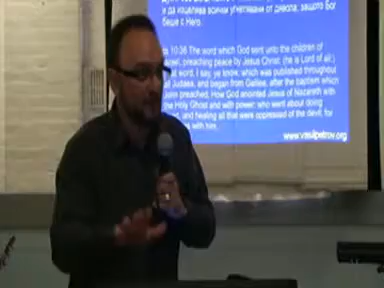 и да изцелява всички угнетявани от дявола, защото Бог
беше с Него.
10:36 The word which God sent unto the children of
preaching peace by Jesus Christ: (he is Lord of all:)
word, I say, ye know, which was published throughout
Judaea, and began from Galilee, after the baptism which
John preached; How God anointed Jesus of Nazareth with
the Holy Ghost and with power: who went about doing
and healing all that were oppressed of the devil; for
with him.
www.vasilpetrov.org